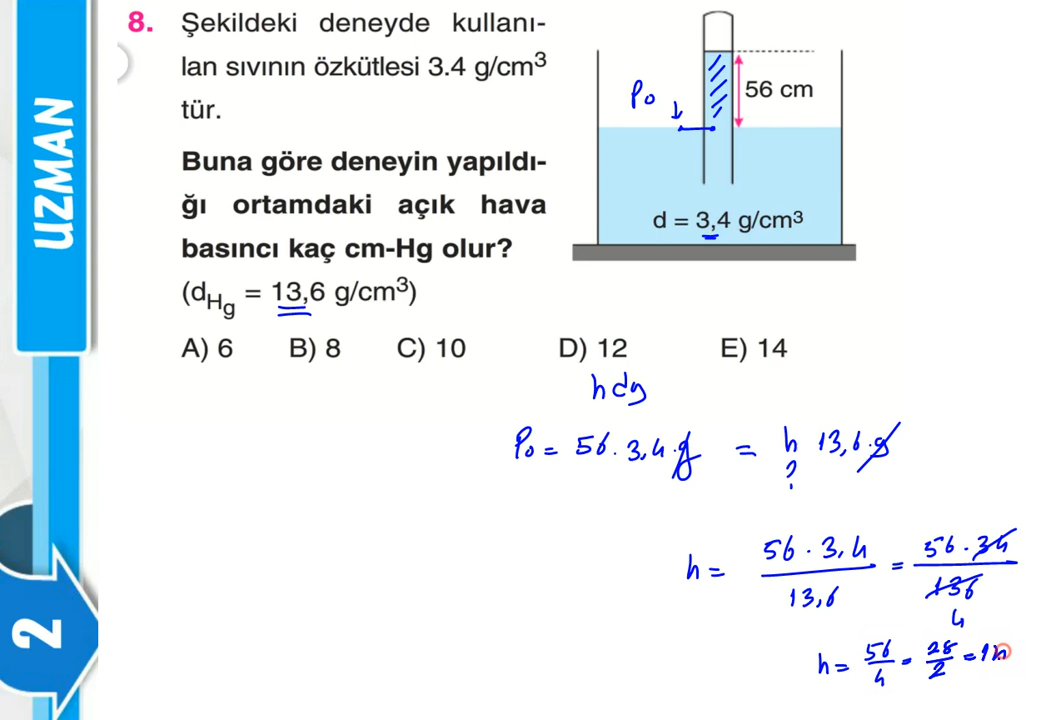 UZMAN
2
8. Şekildeki deneyde kullanı-
lan sıvının özkütlesi 3.4 g/cm³
tür.
Buna göre deneyin yapıldı-
ğı ortamdaki açık hava
basıncı kaç cm-Hg olur?
(dHg = 13,6 g/cm³)
P₀
56 cm
d = 3,4 g/cm³
A) 6 B) 8 C) 10 D) 12 E) 14
hdg
P₀ = 56 . 3,4 . g = h 13,6 . g
?
h = 56 . 3,4 / 13,6 = 56 . 34 / 136
4
h = 56/4 = 28/2 = 14